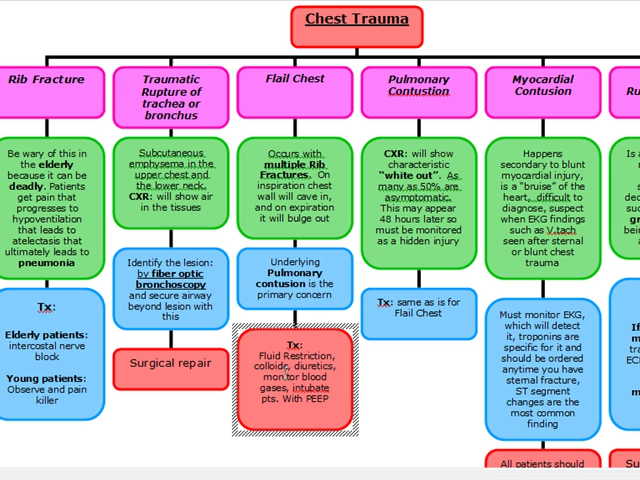 Chest Trauma
Rib Fracture
Be wary of this in
the elderly
because it can be
deadly. Patients
get pain that
progresses to
hypoventilation
that leads to
atelectasis that
ultimately leads to
pneumonia
Tx:
Elderly patients:
intercostal nerve
block
Young patients:
Observe and pain
killer
Traumatic
Rupture of
trachea or
bronchus
Subcutaneous
emphysema in the
upper chest and
the lower neck.
CXR: will show air
in the tissues
Identify the lesion:
by fiber optic
bronchoscopy
and secure airway
beyond lesion with
this
Surgical repair
Flail Chest
Occurs with
multiple Rib
Fractures. On
inspiration chest
wall will cave in,
and on expiration
it will bulge out
Underlying
Pulmonary
contusion is the
primary concern
Tx:
Fluid Restriction,
colloids, diuretics,
monitor blood
gases, intubate
pts. With PEEP
Pulmonary
Contustion
CXR: will show
characteristic
“white out”. As
many as 50% are
asymptomatic.
This may appear
48 hours later so
must be monitored
as a hidden injury
Tx: same as is for
Flail Chest
Myocardial
Contusion
Happens
secondary to blunt
myocardial injury,
is a “bruise” of the
heart, difficult to
diagnose, suspect
when EKG findings
such as V.tach
seen after sternal
or blunt chest
trauma
Must monitor EKG,
which will detect
it, troponins are
specific for it and
should be ordered
anytime you have
sternal fracture,
ST segment
changes are the
most common
finding
All patients should